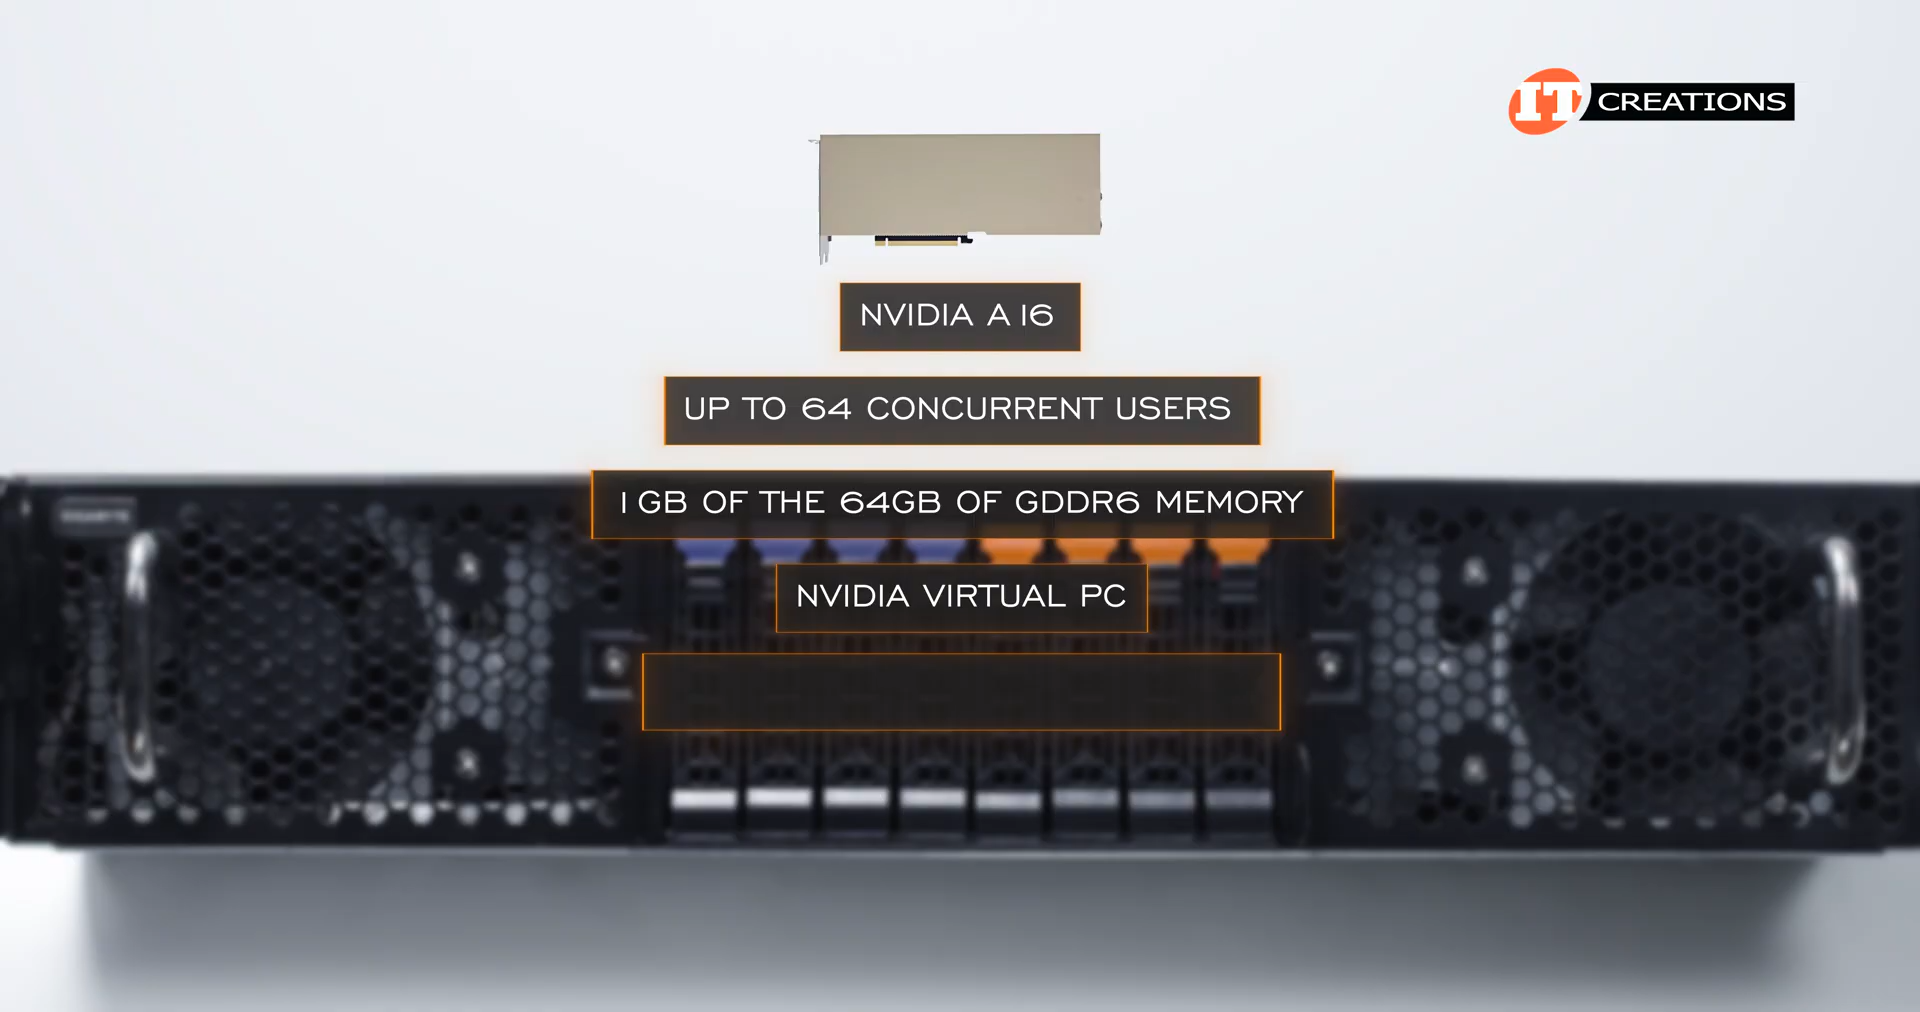 IT CREATIONS
NVIDIA A16
UP TO 64 CONCURRENT USERS
1 GB OF THE 64GB OF GDDR6 MEMORY
NVIDIA VIRTUAL PC